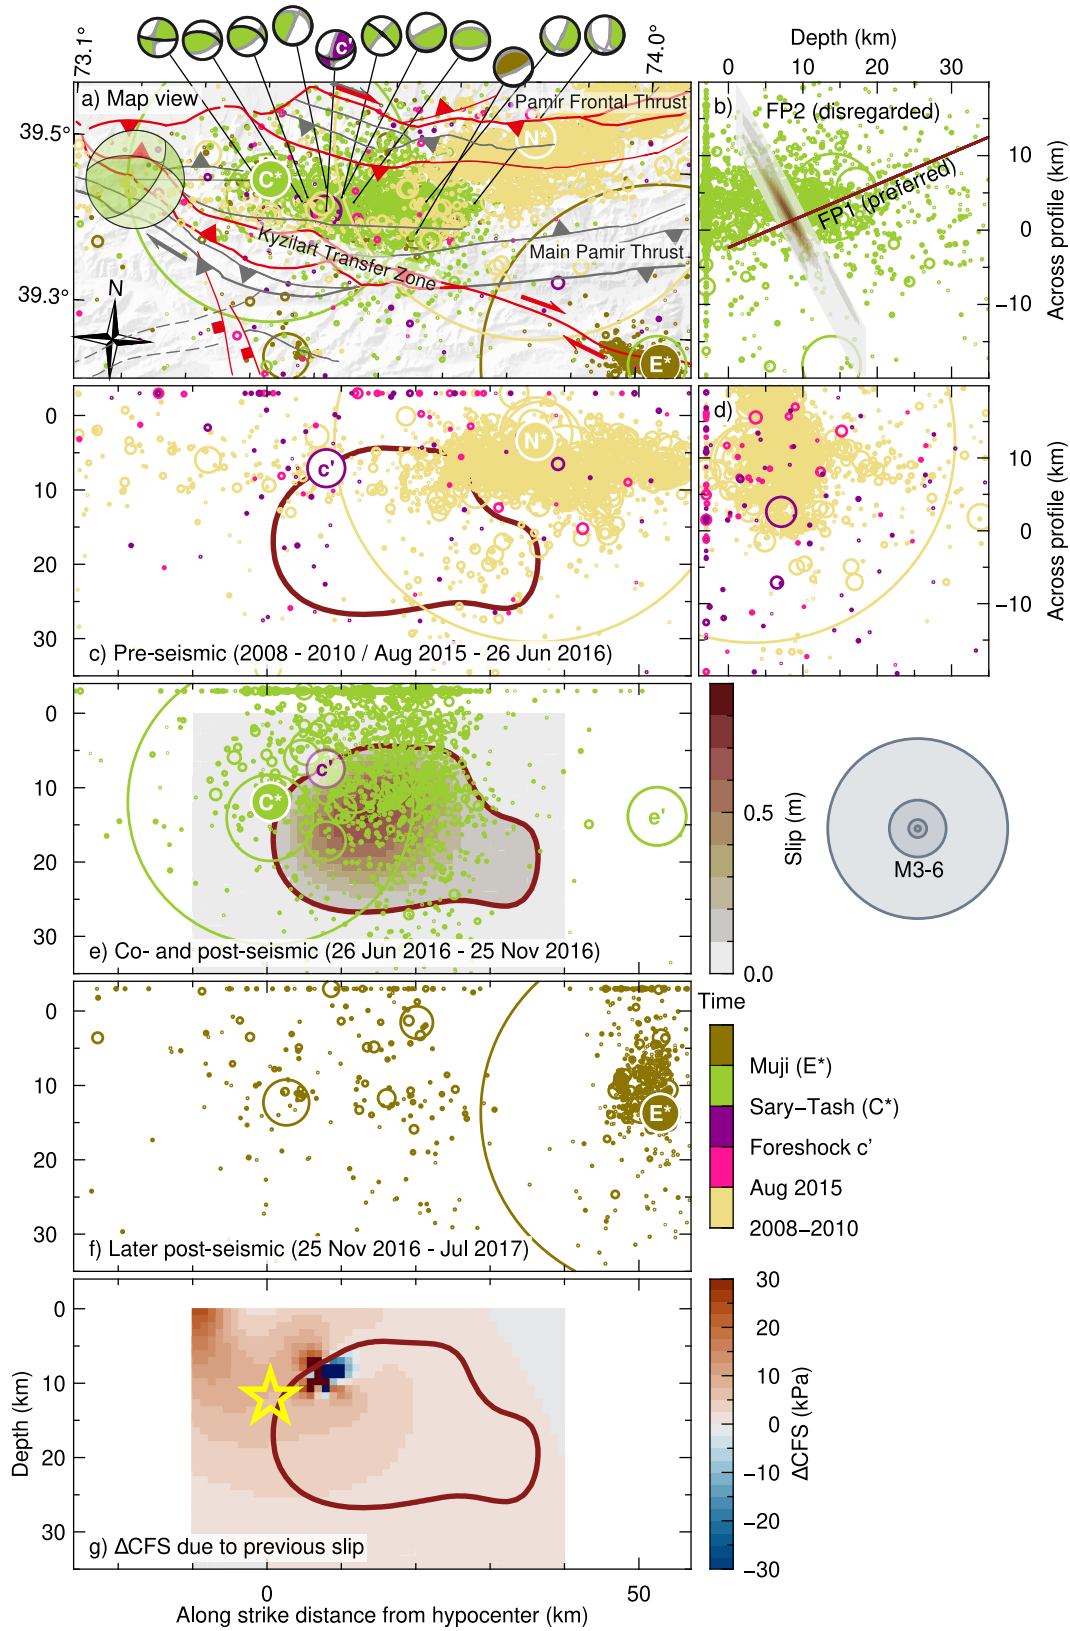 73.1°
c'
74.0°
Depth (km)
0
10
20
30
a) Map view
Pamir Frontal Thrust
39.5°
N*
C*
Kyzilart Transfer Zone
Main Pamir Thrust
39.3°
N
E*
b)
FP2 (disregarded)
FP1 (preferred)
10
0
−10
Across profile (km)
0
10
20
30
N*
c'
c) Pre-seismic (2008 - 2010 / Aug 2015 - 26 Jun 2016)
d)
10
0
−10
Across profile (km)
0
10
20
30
c'
C*
e'
e) Co- and post-seismic (26 Jun 2016 - 25 Nov 2016)
0.5
0.0
Slip (m)
M3-6
0
10
20
30
E*
f) Later post-seismic (25 Nov 2016 - Jul 2017)
Time
Muji (E*)
Sary−Tash (C*)
Foreshock c'
Aug 2015
2008−2010
0
10
20
30
Depth (km)
g) ΔCFS due to previous slip
30
20
10
0
−10
−20
−30
ΔCFS (kPa)
0
50
Along strike distance from hypocenter (km)